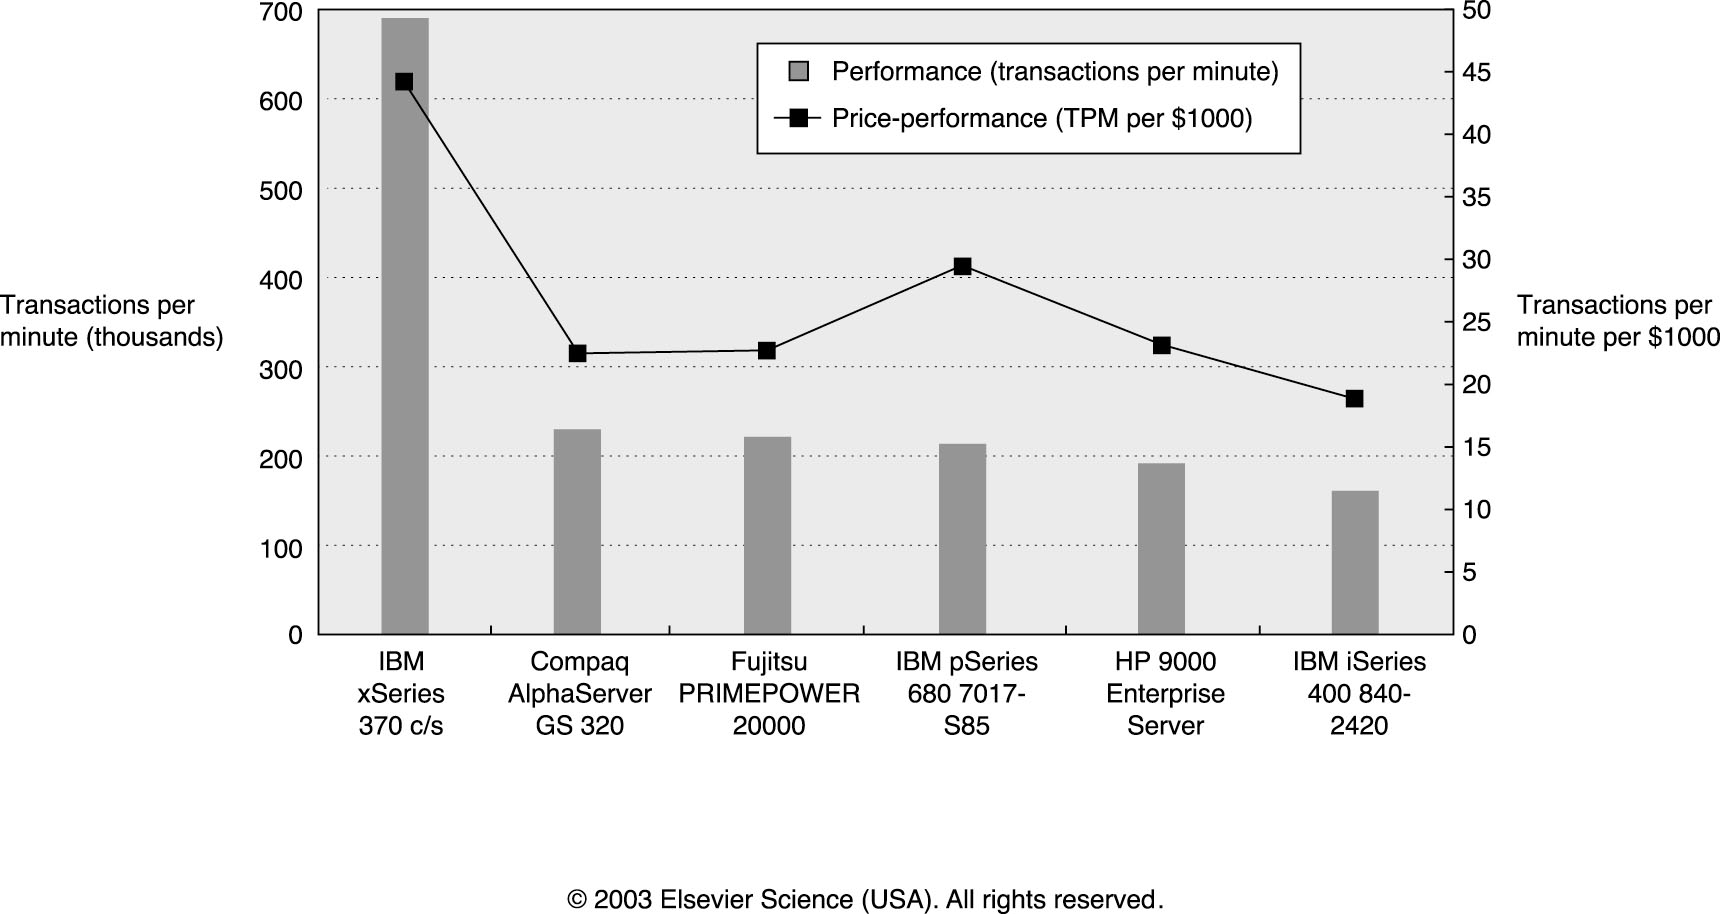 700
600
500
400
300
200
100
0
Transactions per
minute (thousands)
Performance (transactions per minute)
Price-performance (TPM per $1000)
50
45
40
35
30
25
20
15
10
5
0
Transactions per
minute per $1000
IBM
xSeries
370 c/s
Compaq
AlphaServer
GS 320
Fujitsu
PRIMEPOWER
20000
IBM pSeries
680 7017-
S85
HP 9000
Enterprise
Server
IBM iSeries
400 840-
2420
© 2003 Elsevier Science (USA). All rights reserved.